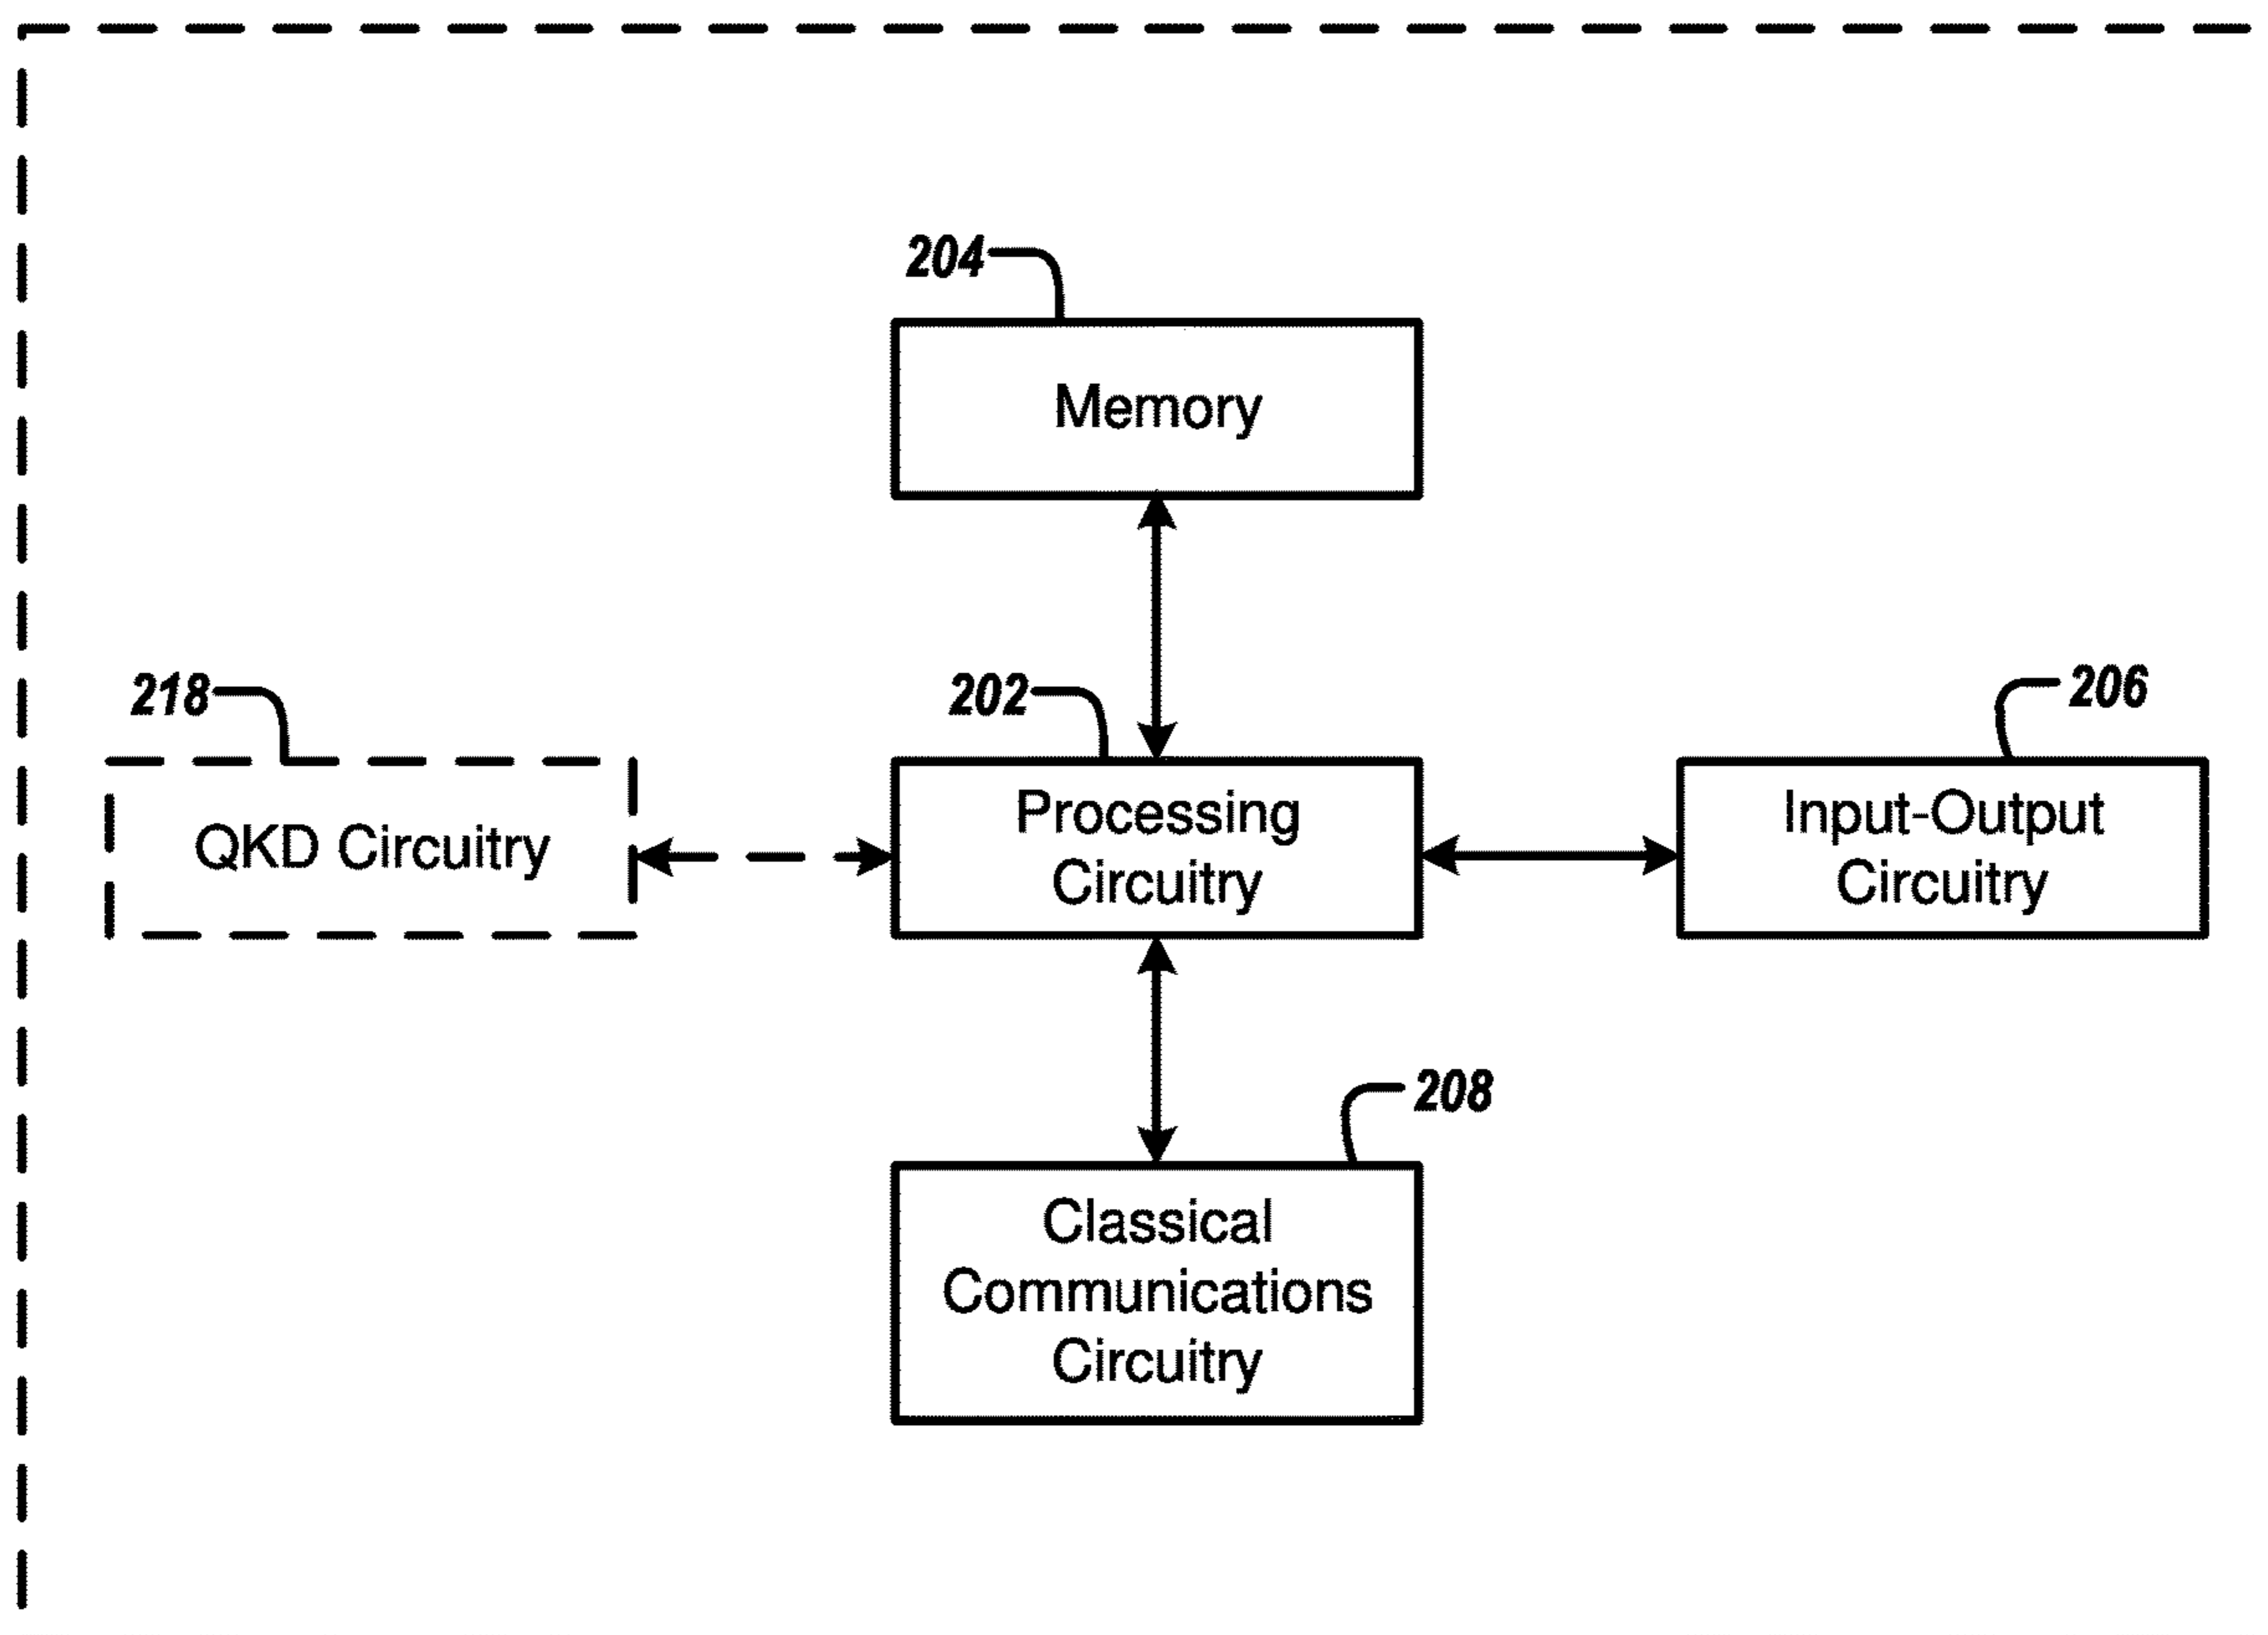 204
Memory
218
202
206
QKD Circuitry
Processing
Circuitry
Input-Output
Circuitry
208
Classical
Communications
Circuitry